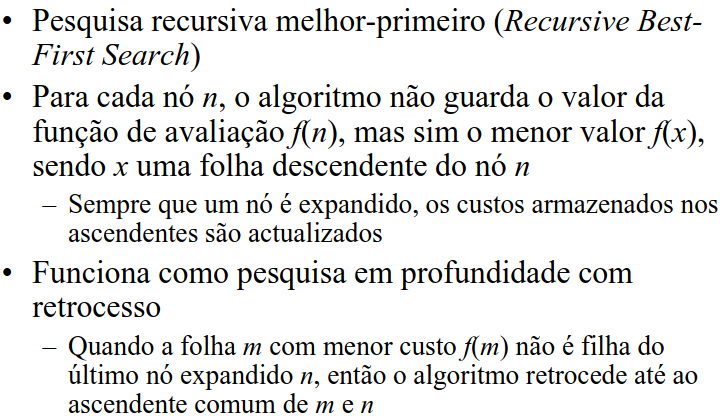 • Pesquisa recursiva melhor-primeiro (Recursive Best-
First Search)
• Para cada nó n, o algoritmo não guarda o valor da
função de avaliação f(n), mas sim o menor valor f(x),
sendo x uma folha descendente do nó n
– Sempre que um nó é expandido, os custos armazenados nos
ascendentes são actualizados
• Funciona como pesquisa em profundidade com
retrocesso
– Quando a folha m com menor custo f(m) não é filha do
último nó expandido n, então o algoritmo retrocede até ao
ascendente comum de m e n